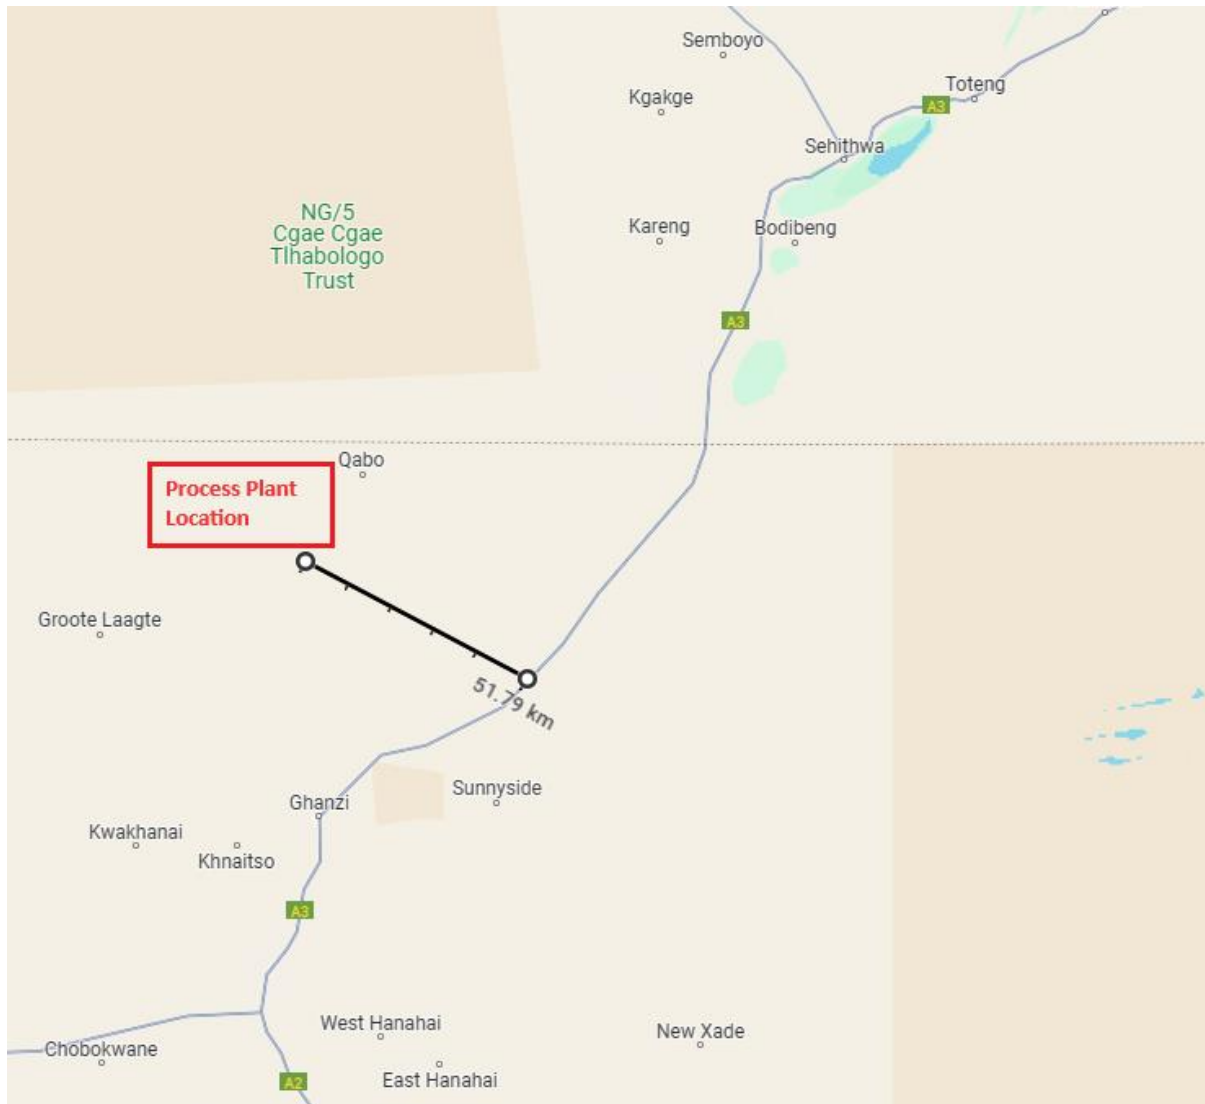 Semboyo
Toteng
Kgakge
A3
Sehithwa
NG/5
Cgae Cgae
Tlhabologo
Trust
Kareng
Bodibeng
A3
Qabo
Process Plant
Location
Groote Laagte
51.79 km
Sunnyside
Ghanzi
Kwakhanai
Khnaitso
A3
West Hanahai
New Xade
Chobokwane
East Hanahai
A2